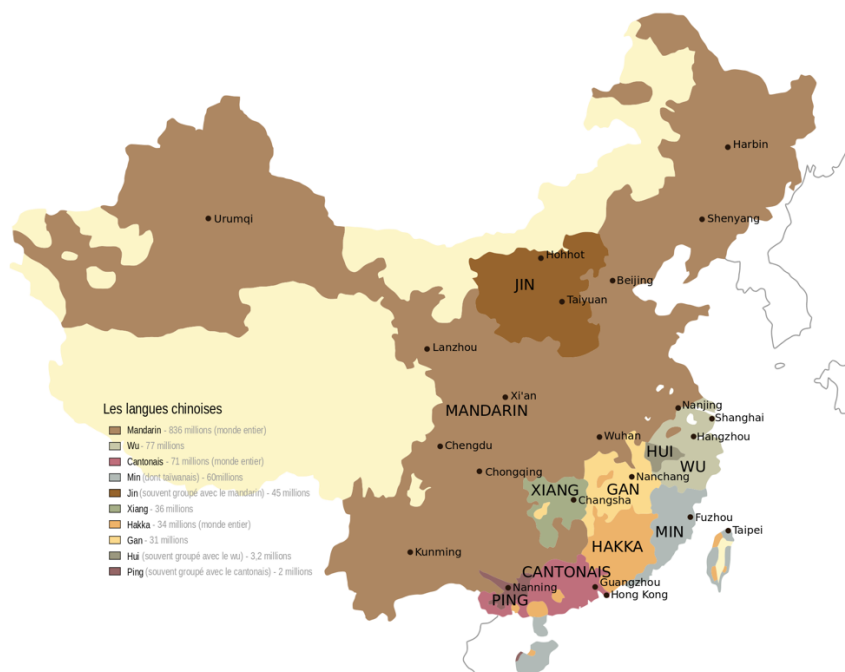 Harbin
Urumqi
Shenyang
Hohhot
Beijing
JIN
Taiyuan
Lanzhou
Xi'an
MANDARIN
Nanjing
Shanghai
Chengdu
Wuhan
Hangzhou
HUI
WU
Chongqing
Nanchang
XIANG
GAN
Changsha
Fuzhou
MIN
Taipei
HAKKA
Kunming
CANTONAIS
Nanning
Guangzhou
PING
Hong Kong
Les langues chinoises
Mandarin - 836 millions (monde entier)
Wu - 77 millions
Cantonais - 71 millions (monde entier)
Min (dont taiwanais) - 60millions
Jin (souvent groupé avec le mandarin) - 45 millions
Xiang - 36 millions
Hakka - 34 millions (monde entier)
Gan - 31 millions
Hui (souvent groupé avec le wu) - 3,2 millions
Ping (souvent groupé avec le cantonais) - 2 millions